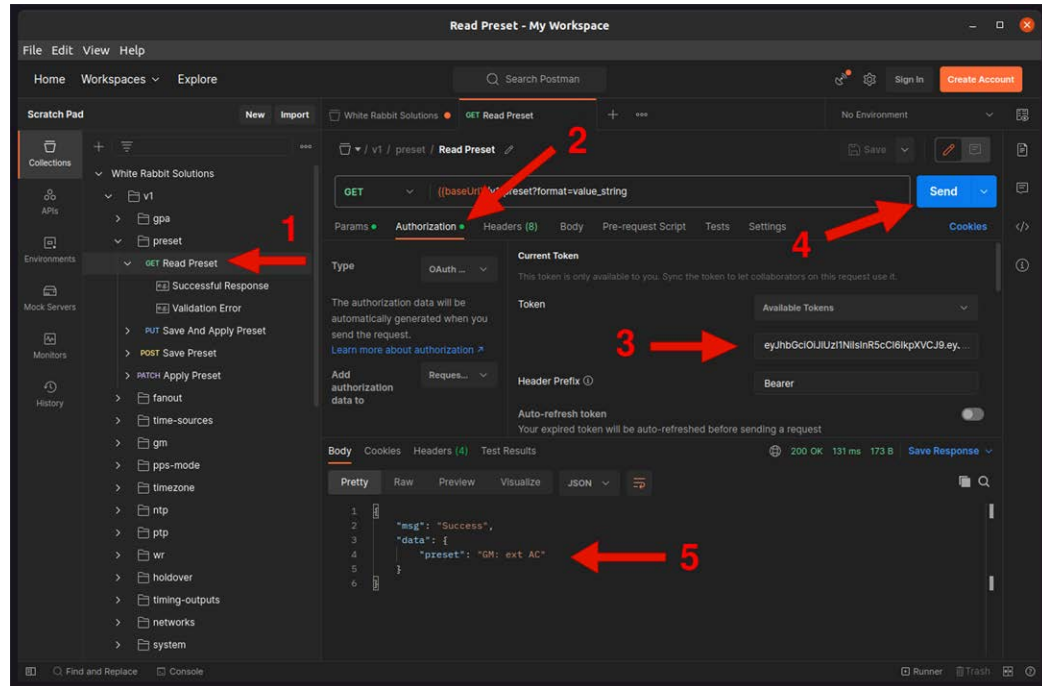 Read Preset - My Workspace
File Edit View Help
Home Workspaces Explore
Search Postman
Sign In
Create Account
Scratch Pad
New
Import
White Rabbit Solutions
GET Read Preset
No Environment
Collections
APIs
Environments
Mock Servers
Monitors
History
White Rabbit Solutions
v1
gpa
preset
GET Read Preset
Successful Response
Validation Error
PUT Save And Apply Preset
POST Save Preset
PATCH Apply Preset
fanout
time-sources
gm
pps-mode
timezone
ntp
ptp
wr
holdover
timing-outputs
networks
system
1
/ v1 / preset / Read Preset
2
Save
GET
{{baseUrl}}/v1/preset?format=value_string
Send
4
Params Authorization Headers (8) Body Pre-request Script Tests Settings
Cookies
Type
OAuth ...
The authorization data will be
automatically generated when you
send the request.
Learn more about authorization
Add
authorization
data to
Reques...
Current Token
This token is only available to you. Sync the token to let collaborators on this request use it.
Token
Available Tokens
3
Header Prefix
Bearer
Auto-refresh token
Your expired token will be auto-refreshed before sending a request
Body Cookies Headers (4) Test Results
200 OK 131 ms 173 B Save Response
Pretty Raw Preview Visualize JSON
1 {
2 "msg": "Success",
3 "data": {
4 "preset": "GM: ext AC"
5 }
6 }
5
Find and Replace
Console
Runner
Trash